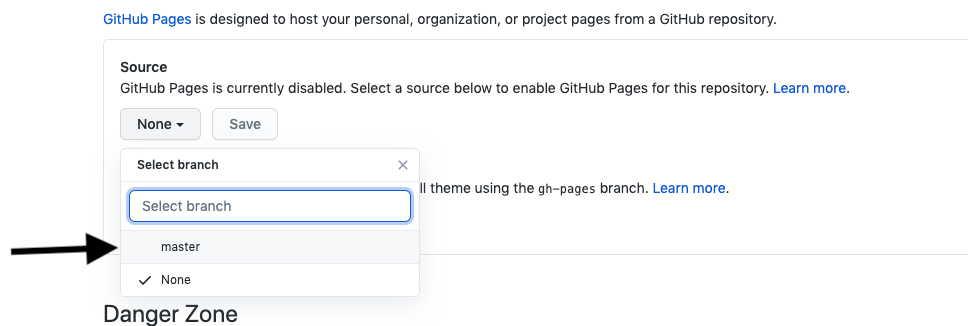 GitHub Pages is designed to host your personal, organization, or project pages from a GitHub repository.
Source
GitHub Pages is currently disabled. Select a source below to enable GitHub Pages for this repository. Learn more.
None Save
Select branch
ll theme using the gh-pages branch. Learn more.
Select branch
master
None
Danger Zone